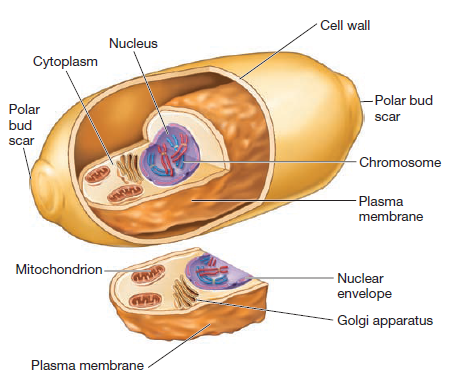 Cell wall
Nucleus
Cytoplasm
Polar
bud
scar
Polar bud
scar
Chromosome
Plasma
membrane
Mitochondrion
Nuclear
envelope
Golgi apparatus
Plasma membrane